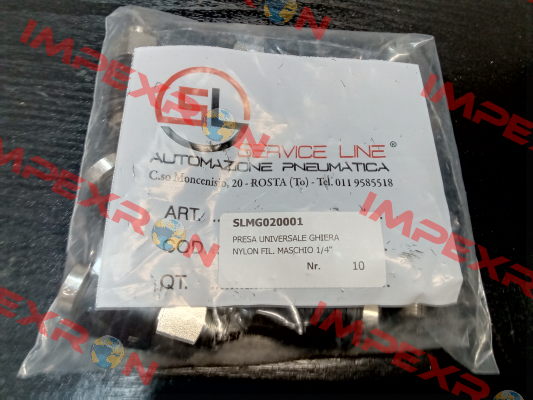 SL
SERVICE LINE®
AUTOMAZIONE PNEUMATICA
C.so Moncenisio, 20 - ROSTA (To) - Tel. 011 9585518
ART.
SLMG020001
COD
PRESA UNIVERSALE GHIERA
NYLON FIL. MASCHIO 1/4"
QT.
Nr. 10
IMPEXRON
IMPEXRON
IMPEXRON
IMPEXRON